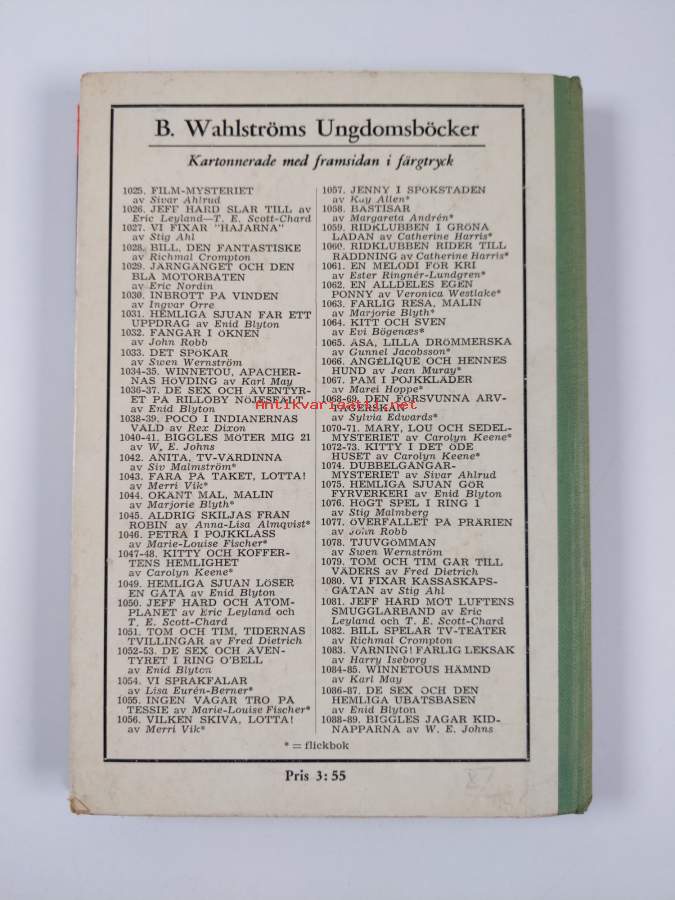 B. Wahlströms Ungdomsböcker
Kartonnerade med framsidan i färgtryck
1025. FILM-MYSTERIET
av Sivar Ahlrud
1026. JEFF HARD SLÅR TILL av
Eric Leyland—T. E. Scott-Chard
1027. VI FIXAR "HAJARNA"
av Stig Ahl
1028. BILL, DEN FANTASTISKE
av Richmal Crompton
1029. JÄRNGÄNGET OCH DEN
BLÅ MOTORBÅTEN
av Eric Nordin
1030. INBROTT PÅ VINDEN
av Ingvar Orre
1031. HEMLIGA SJUAN FÅR ETT
UPPDRAG av Enid Blyton
1032. FÅNGAR I ÖKNEN
av John Robb
1033. DET SPÖKAR
av Swen Wernström
1034-35. WINNETOU, APACHER-
NAS HÖVDING av Karl May
1036-37. DE SEX OCH ÄVENTYR-
ET PÅ RILLOBY NÖJESFÄLT
av Enid Blyton
1038-39. POCO I INDIANERNAS
VÅLD av Rex Dixon
1040-41. BIGGLES MÖTER MIG 21
av W. E. Johns
1042. ANITA, TV-VÄRDINNA
av Siv Malmström*
1043. FARA PÅ TAKET, LOTTA!
av Merri Vik*
1044. OKÄNT MÅL, MALIN
av Marjorie Blyth*
1045. ALDRIG SKILJAS FRÅN
ROBIN av Anna-Lisa Almqvist*
1046. PETRA I POJKKLASS
av Marie-Louise Fischer*
1047-48. KITTY OCH KOFFER-
TENS HEMLIGHET
av Carolyn Keene*
1049. HEMLIGA SJUAN LÖSER
EN GÅTA av Enid Blyton
1050. JEFF HARD OCH ATOM-
PLANET av Eric Leyland och
T. E. Scott-Chard
1051. TOM OCH TIM, TIDERNAS
TVILLINGAR av Fred Dietrich
1052-53. DE SEX OCH ÄVEN-
TYRET I RING O'BELL
av Enid Blyton
1054. VI SPRÅKFÅLAR
av Lisa Eurén-Berner*
1055. INGEN VÅGAR TRO PÅ
TESSIE av Marie-Louise Fischer*
1056. VILKEN SKIVA, LOTTA!
av Merri Vik*
1057. JENNY I SPÖKSTADEN
av Kay Allen*
1058. BÄSTISAR
av Margareta Andrén*
1059. RIDKLUBBEN I GRÖNA
LADAN av Catherine Harris*
1060. RIDKLUBBEN RIDER TILL
RÄDDNING av Catherine Harris*
1061. EN MELODI FÖR KRI
av Ester Ringnér-Lundgren*
1062. EN ALLDELES EGEN
PONNY av Veronica Westlake*
1063. FARLIG RESA, MALIN
av Marjorie Blyth*
1064. KITT OCH SVEN
av Evi Bögenæs*
1065. ÅSA, LILLA DRÖMMERSKA
av Gunnel Jacobsson*
1066. ANGELIQUE OCH HENNES
HUND av Jean Muray*
1067. PAM I POJKKLÄDER
av Marei Hoppe*
1068-69. DEN FÖRSVUNNA ARV-
TAGERSKAN
av Sylvia Edwards*
1070-71. MARY, LOU OCH SEDEL-
MYSTERIET av Carolyn Keene*
1072-73. KITTY I DET ÖDE
HUSET av Carolyn Keene*
1074. DUBBELGÅNGAR-
MYSTERIET av Sivar Ahlrud
1075. HEMLIGA SJUAN GÖR
FYRVERKERI av Enid Blyton
1076. HÖGT SPEL I RING 1
av Stig Malmberg
1077. ÖVERFALLET PÅ PRÄRIEN
av John Robb
1078. TJUVGÖMMAN
av Swen Wernström
1079. TOM OCH TIM GÅR TILL
VÄDERS av Fred Dietrich
1080. VI FIXAR KASSASKÅPS-
GÅTAN av Stig Ahl
1081. JEFF HARD MOT LUFTENS
SMUGGLARBAND av Eric
Leyland och T. E. Scott-Chard
1082. BILL SPELAR TV-TEATER
av Richmal Crompton
1083. VARNING! FARLIG LEKSAK
av Harry Iseborg
1084-85. WINNETOUS HÄMND
av Karl May
1086-87. DE SEX OCH DEN
HEMLIGA UBÅTSBASEN
av Enid Blyton
1088-89. BIGGLES JAGAR KID-
NAPPARNA av W. E. Johns
* = flickbok
Pris 3:55
Antikvariaatti.net